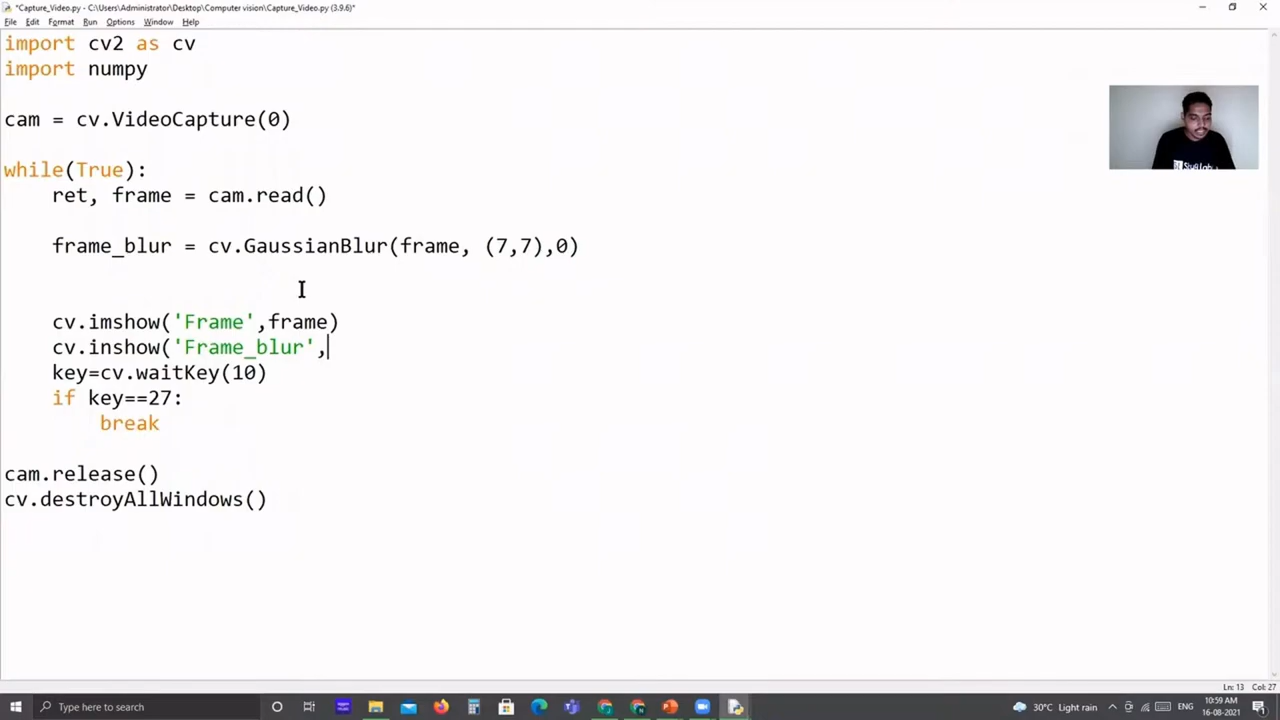 *Capture_Video.py - C:\Users\Administrator\Desktop\Computer vision\Capture_Video.py (3.9.6)*
File Edit Format Run Options Window Help
import cv2 as cv
import numpy
cam = cv.VideoCapture(0)
while(True):
ret, frame = cam.read()
frame_blur = cv.GaussianBlur(frame, (7,7),0)
cv.imshow('Frame',frame)
cv.inshow('Frame_blur',
key=cv.waitKey(10)
if key==27:
break
cam.release()
cv.destroyAllWindows()
Ln: 13 Col: 27
Type here to search
30°C Light rain
ENG
10:59 AM
16-08-2021